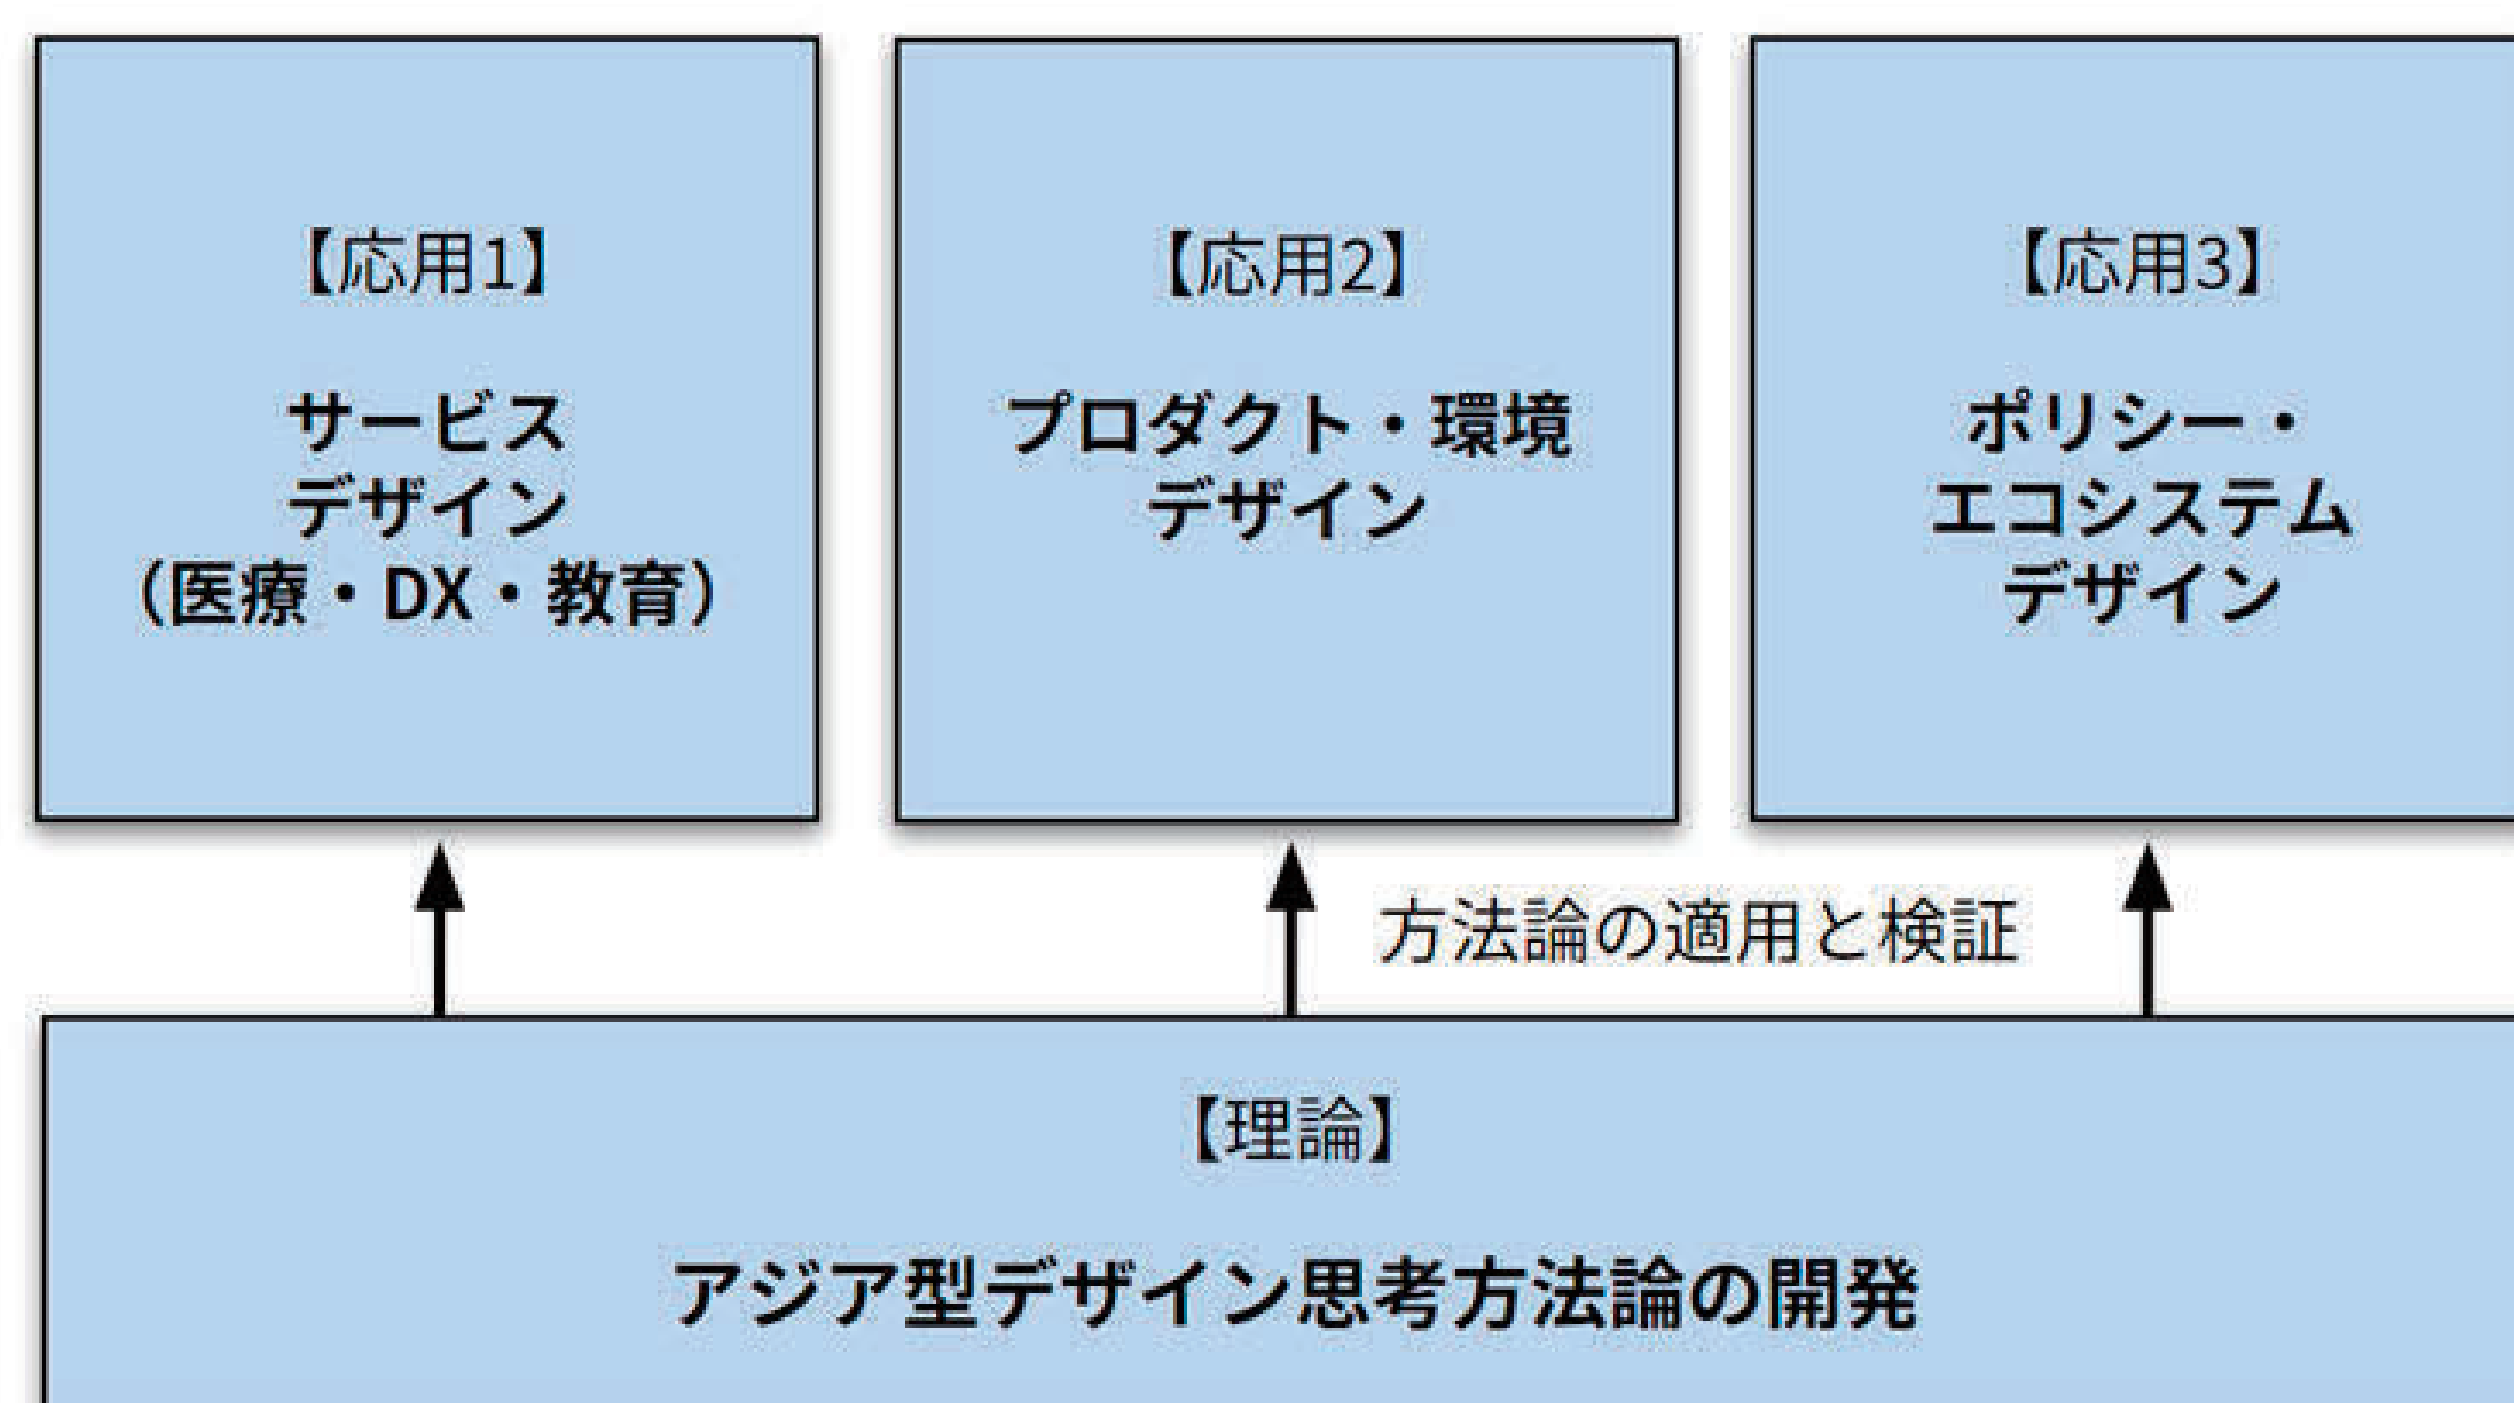 【応用1】
サービス
デザイン
（医療・DX・教育）
【応用2】
プロダクト・環境
デザイン
【応用3】
ポリシー・
エコシステム
デザイン
方法論の適用と検証
【理論】
アジア型デザイン思考方法論の開発